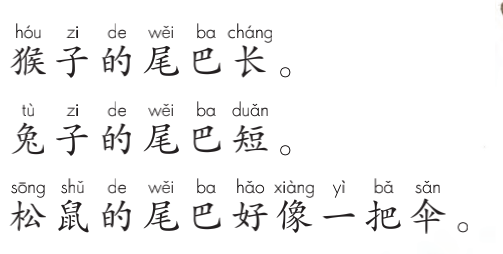 hóu zi de wěi ba cháng
猴子的尾巴长。
tù zi de wěi ba duǎn
兔子的尾巴短。
sōng shǔ de wěi ba hǎo xiàng yì bǎ sǎn
松鼠的尾巴好像一把伞。